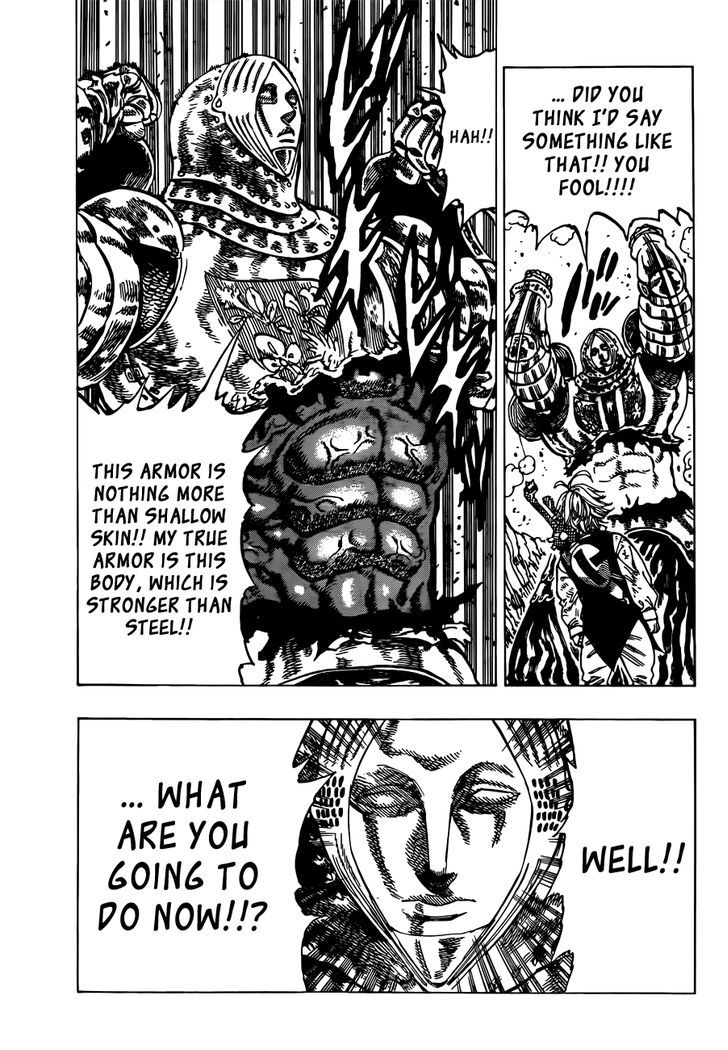 ... DID YOU
THINK I'D SAY
SOMETHING LIKE
THAT!! YOU
FOOL!!!!
HAH!!
THIS ARMOR IS
NOTHING MORE
THAN SHALLOW
SKIN!! MY TRUE
ARMOR IS THIS
BODY, WHICH IS
STRONGER THAN
STEEL!!
WELL!!
... WHAT
ARE YOU
GOING TO
DO NOW!!?